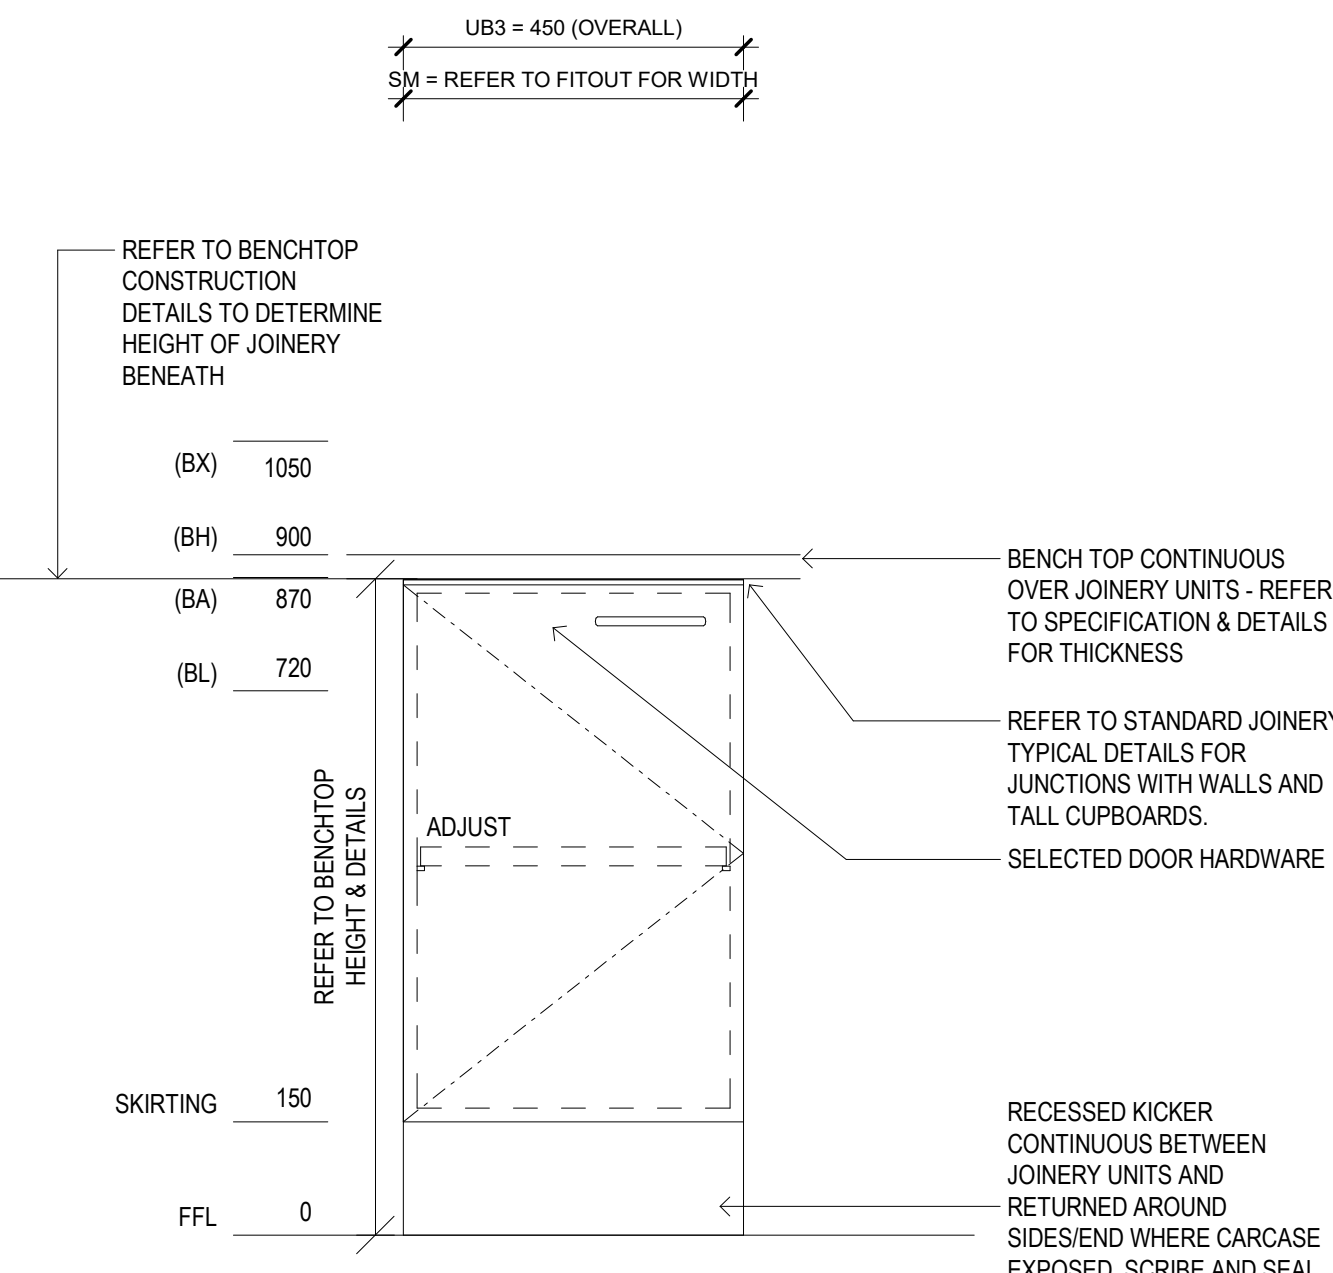 UB3 = 450 (OVERALL)
SM = REFER TO FITOUT FOR WIDTH
REFER TO BENCHTOP
CONSTRUCTION
DETAILS TO DETERMINE
HEIGHT OF JOINERY
BENEATH
(BX) 1050
(BH) 900
(BA) 870
(BL) 720
REFER TO BENCHTOP
HEIGHT & DETAILS
ADJUST
SKIRTING 150
FFL 0
BENCH TOP CONTINUOUS
OVER JOINERY UNITS - REFER
TO SPECIFICATION & DETAILS
FOR THICKNESS
REFER TO STANDARD JOINERY
TYPICAL DETAILS FOR
JUNCTIONS WITH WALLS AND
TALL CUPBOARDS.
SELECTED DOOR HARDWARE
RECESSED KICKER
CONTINUOUS BETWEEN
JOINERY UNITS AND
RETURNED AROUND
SIDES/END WHERE CARCASE
EXPOSED. SCRIBE AND SEAL